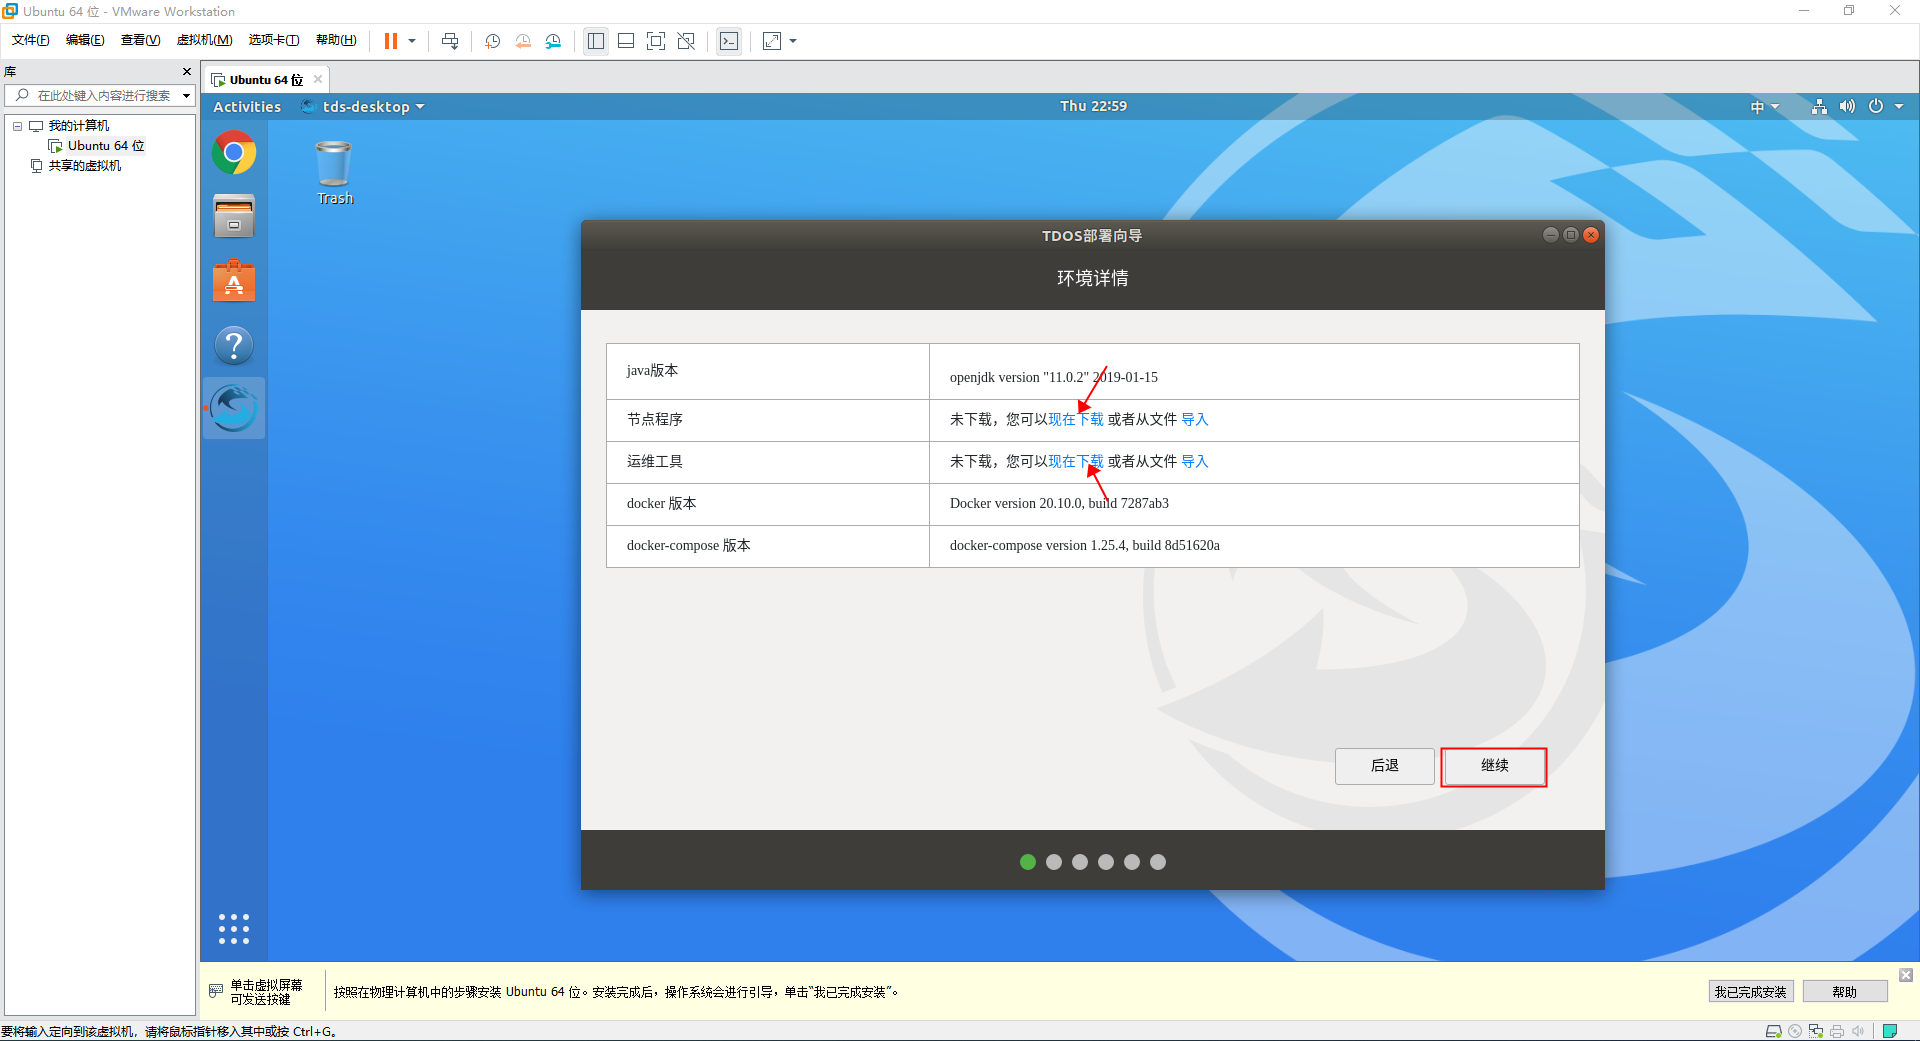 Ubuntu 64 位 - VMware Workstation
文件(F) 编辑(E) 查看(V) 虚拟机(M) 选项卡(T) 帮助(H)
库
在此处键入内容进行搜索
我的计算机
Ubuntu 64 位
共享的虚拟机
Ubuntu 64 位
Activities tds-desktop Thu 22:59 中
Trash
TDOS部署向导
环境详情
java版本 openjdk version "11.0.2" 2019-01-15
节点程序 未下载，您可以现在下载 或者从文件 导入
运维工具 未下载，您可以现在下载 或者从文件 导入
docker 版本 Docker version 20.10.0, build 7287ab3
docker-compose 版本 docker-compose version 1.25.4, build 8d51620a
后退 继续
单击虚拟屏幕
可发送按键
按照在物理计算机中的步骤安装 Ubuntu 64 位。安装完成后，操作系统会进行引导，单击“我已完成安装”。
我已完成安装 帮助
要将输入定向到该虚拟机，请将鼠标指针移入其中或按 Ctrl+G。